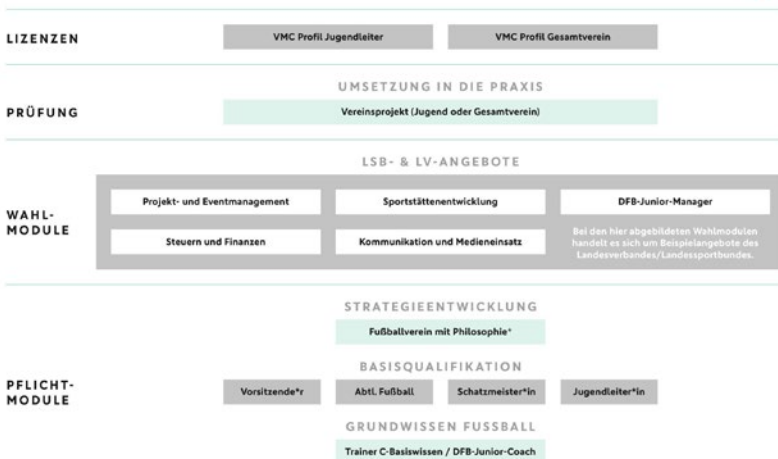 LIZENZEN
VMC Profil Jugendleiter
VMC Profil Gesamtverein
UMSETZUNG IN DIE PRAXIS
PRÜFUNG
Vereinsprojekt (Jugend oder Gesamtverein)
LSB- & LV-ANGEBOTE
WAHL-
MODULE
Projekt- und Eventmanagement
Sportstättenentwicklung
DFB-Junior-Manager
Steuern und Finanzen
Kommunikation und Medieneinsatz
Bei den hier abgebildeten Wahlmodulen
handelt es sich um Beispielangebote des
Landesverbandes/Landessportbundes.
STRATEGIEENTWICKLUNG
Fußballverein mit Philosophie*
BASISQUALIFIKATION
PFLICHT-
MODULE
Vorsitzende*r
Abtl. Fußball
Schatzmeister*in
Jugendleiter*in
GRUNDWISSEN FUSSBALL
Trainer C-Basiswissen / DFB-Junior-Coach